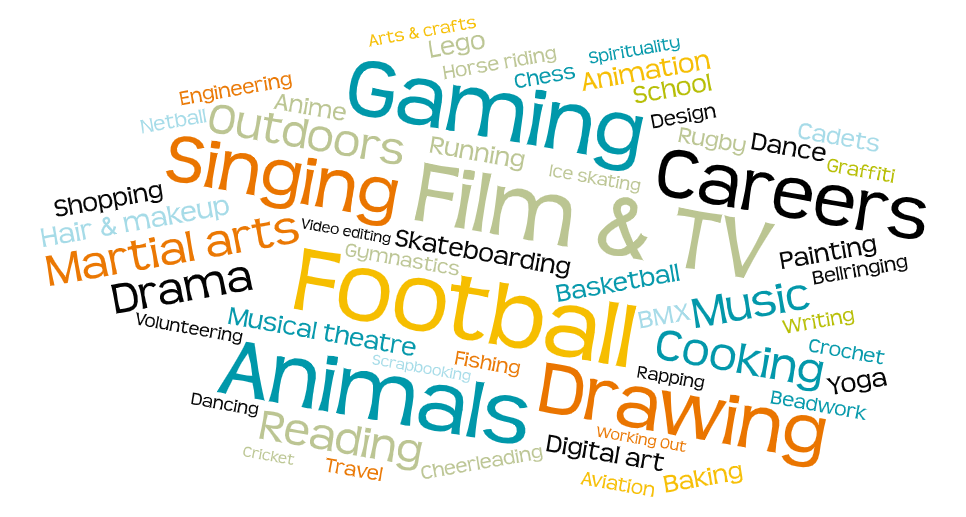 Arts & crafts
Lego
Horse riding
Spirituality
Chess
Animation
School
Engineering
Gaming
Anime
Netball
Outdoors
Design
Rugby
Dance
Cadets
Running
Graffiti
Ice skating
Singing
Careers
Shopping
Film & TV
Hair & makeup
Martial arts
Video editing
Skateboarding
Gymnastics
Painting
Bellringing
Drama
Football
Basketball
BMX
Music
Volunteering
Musical theatre
Writing
Crochet
Cooking
Scrapbooking
Fishing
Rapping
Yoga
Animals
Drawing
Beadwork
Dancing
Reading
Working Out
Cricket
Travel
Cheerleading
Digital art
Aviation
Baking